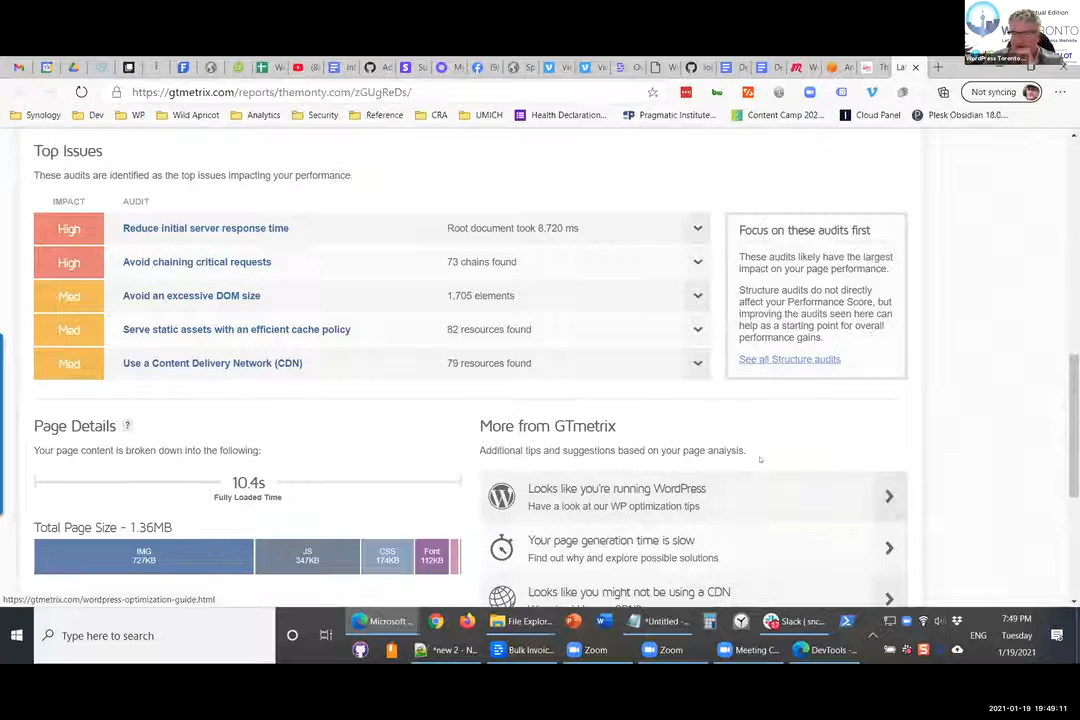 tual Edition
RONTO
WordPress Toronto...
Not syncing
https://gtmetrix.com/reports/themonty.com/zGUgReDs/
Synology
Dev
WP
Wild Apricot
Analytics
Security
Reference
CRA
UMICH
Health Declaration...
Pragmatic Institute...
Content Camp 202...
Cloud Panel
Plesk Obsidian 18.0...
Top Issues
These audits are identified as the top issues impacting your performance.
IMPACT AUDIT
High Reduce initial server response time Root document took 8.720 ms
High Avoid chaining critical requests 73 chains found
Med Avoid an excessive DOM size 1,705 elements
Med Serve static assets with an efficient cache policy 82 resources found
Med Use a Content Delivery Network (CDN) 79 resources found
Focus on these audits first
These audits likely have the largest
impact on your page performance.
Structure audits do not directly
affect your Performance Score, but
improving the audits seen here can
help as a starting point for overall
performance gains.
See all Structure audits
Page Details ?
Your page content is broken down into the following:
10.4s
Fully Loaded Time
Total Page Size - 1.36MB
IMG
727KB
JS
347KB
CSS
174KB
Font
112KB
More from GTmetrix
Additional tips and suggestions based on your page analysis.
Looks like you're running WordPress
Have a look at our WP optimization tips
Your page generation time is slow
Find out why and explore possible solutions
Looks like you might not be using a CDN
https://gtmetrix.com/wordpress-optimization-guide.html
Type here to search
Microsoft ...
File Explor...
*Untitled -...
Slack | snc...
*new 2 - N...
Bulk Invoic...
Zoom
Zoom
Meeting C...
DevTools -...
ENG
7:49 PM
Tuesday
1/19/2021
2021-01-19 19:49:11